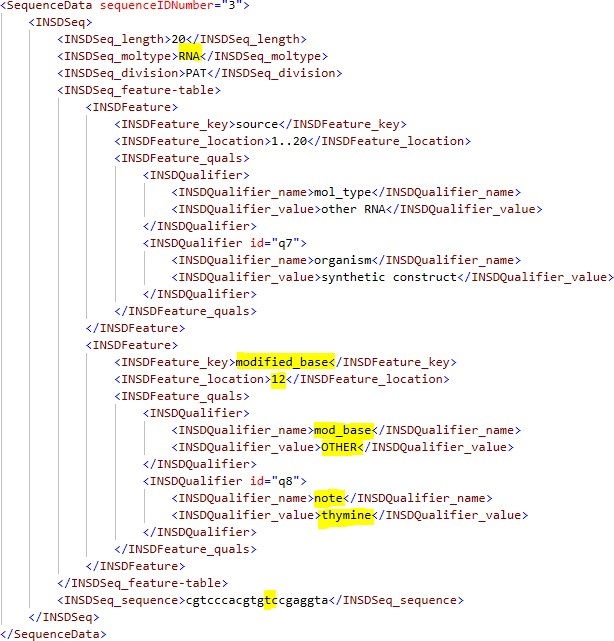 <SequenceData sequenceIDNumber="3">
<INSDSeq>
<INSDSeq_length>20</INSDSeq_length>
<INSDSeq_moltype>RNA</INSDSeq_moltype>
<INSDSeq_division>PAT</INSDSeq_division>
<INSDSeq_feature-table>
<INSDFeature>
<INSDFeature_key>source</INSDFeature_key>
<INSDFeature_location>1..20</INSDFeature_location>
<INSDFeature_quals>
<INSDQualifier>
<INSDQualifier_name>mol_type</INSDQualifier_name>
<INSDQualifier_value>other RNA</INSDQualifier_value>
</INSDQualifier>
<INSDQualifier id="q7">
<INSDQualifier_name>organism</INSDQualifier_name>
<INSDQualifier_value>synthetic construct</INSDQualifier_value>
</INSDQualifier>
</INSDFeature_quals>
</INSDFeature>
<INSDFeature>
<INSDFeature_key>modified_base</INSDFeature_key>
<INSDFeature_location>12</INSDFeature_location>
<INSDFeature_quals>
<INSDQualifier>
<INSDQualifier_name>mod_base</INSDQualifier_name>
<INSDQualifier_value>OTHER</INSDQualifier_value>
</INSDQualifier>
<INSDQualifier id="q8">
<INSDQualifier_name>note</INSDQualifier_name>
<INSDQualifier_value>thymine</INSDQualifier_value>
</INSDQualifier>
</INSDFeature_quals>
</INSDFeature>
</INSDSeq_feature-table>
<INSDSeq_sequence>cgtcccacgtgtccgaggta</INSDSeq_sequence>
</INSDSeq>
</SequenceData>